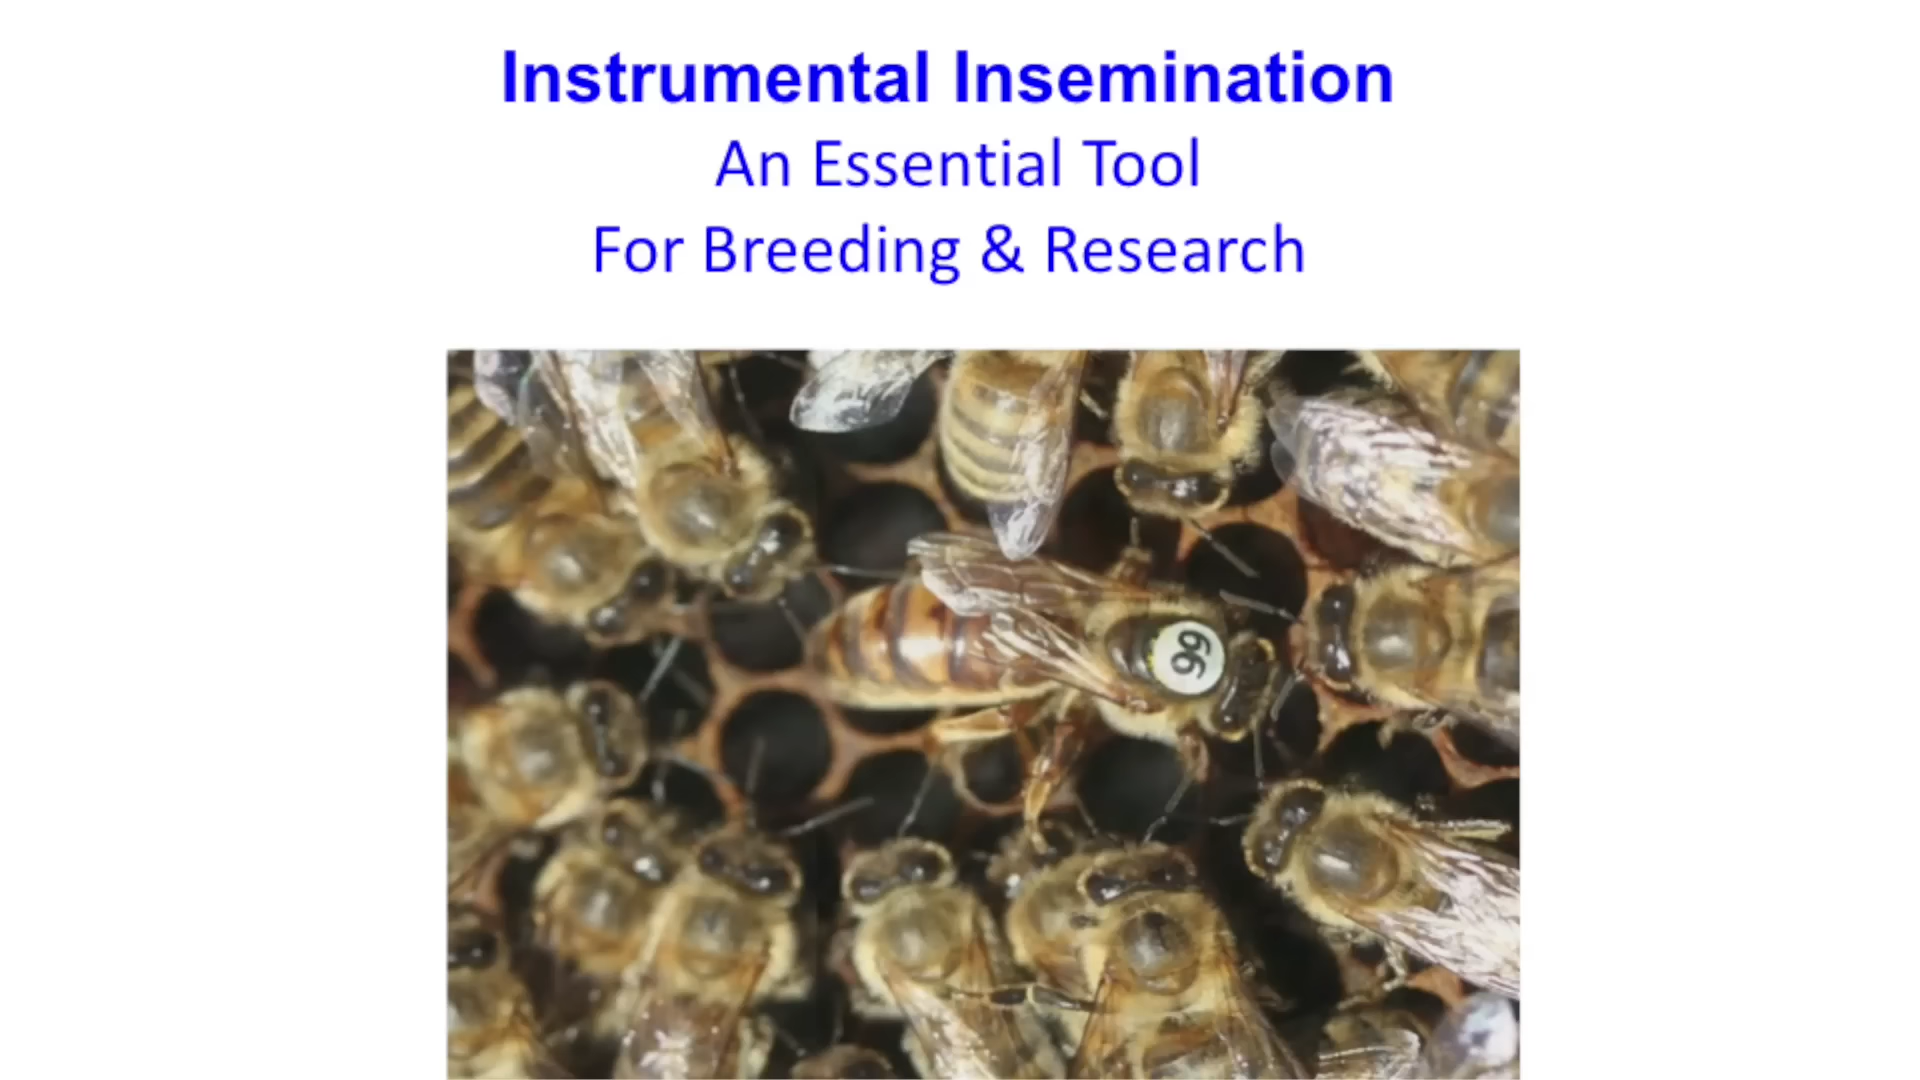 Instrumental Insemination
An Essential Tool
For Breeding & Research